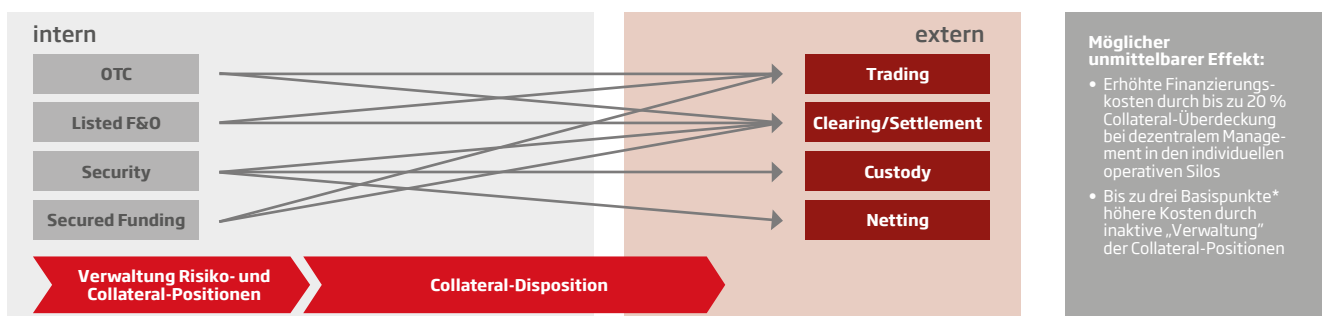 intern
extern
OTC
Trading
Listed F&O
Clearing/Settlement
Security
Custody
Secured Funding
Netting
Verwaltung Risiko- und
Collateral-Positionen
Collateral-Disposition
Möglicher
unmittelbarer Effekt:
• Erhöhte Finanzierungs-
kosten durch bis zu 20 %
Collateral-Überdeckung
bei dezentralem Manage-
ment in den individuellen
operativen Silos
• Bis zu drei Basispunkte*
höhere Kosten durch
inaktive „Verwaltung”
der Collateral-Positionen